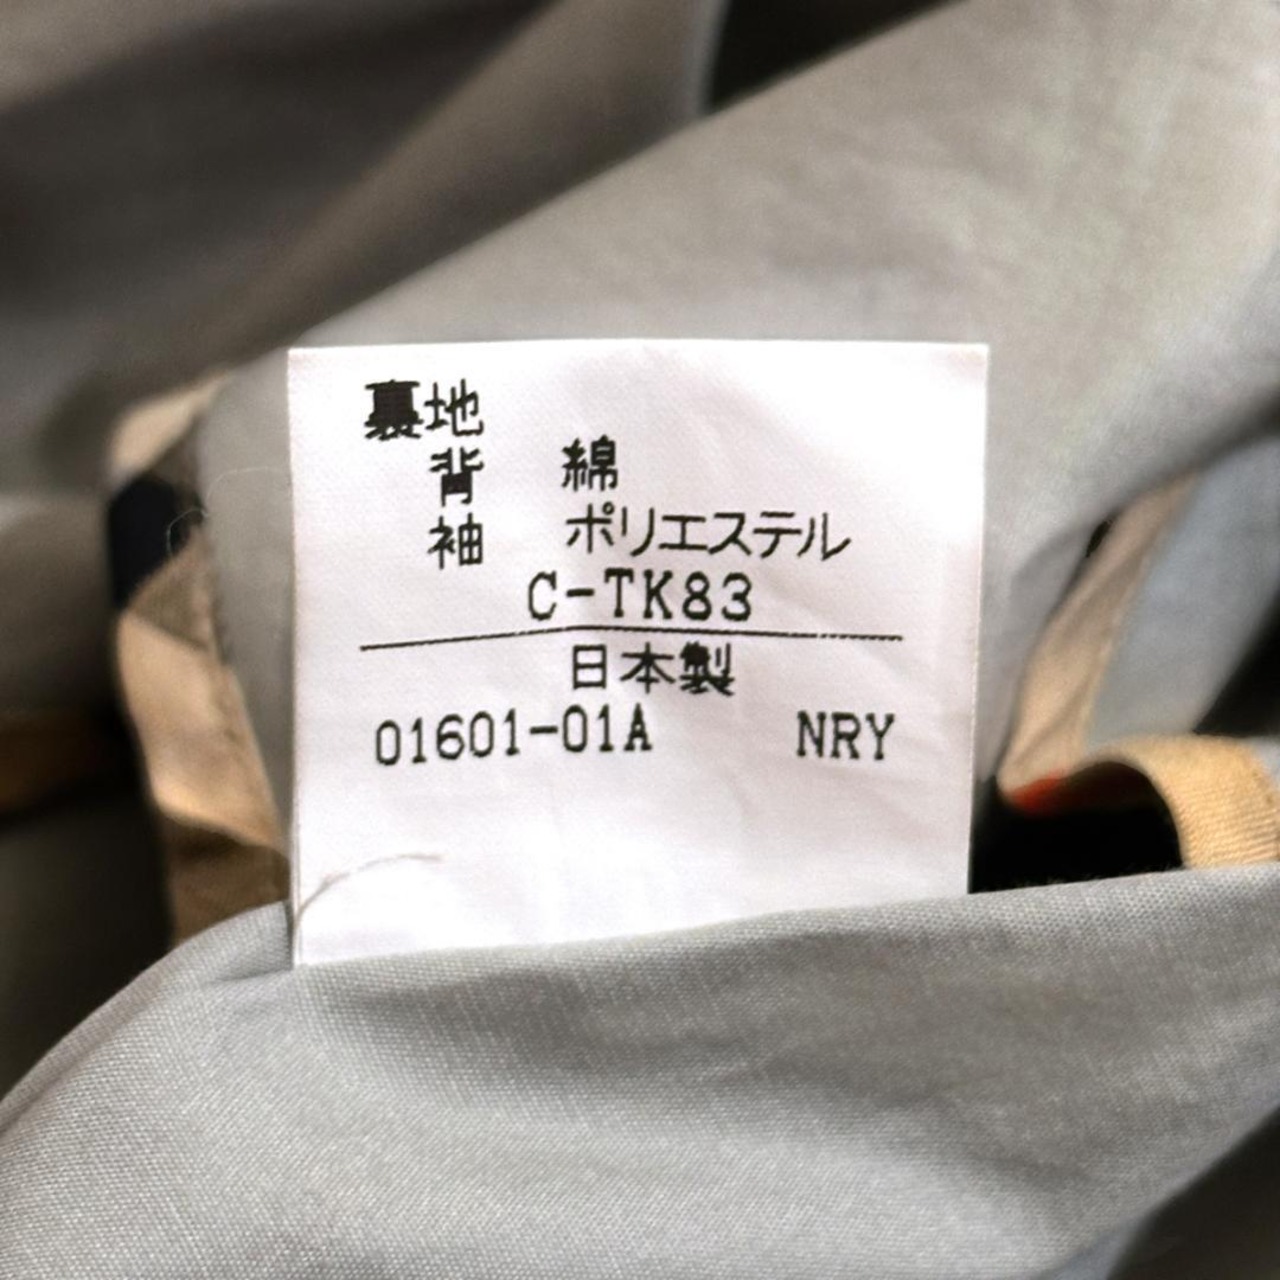 裏地
背 綿
袖 ポリエステル
C-TK83
日本製
01601-01A NRY